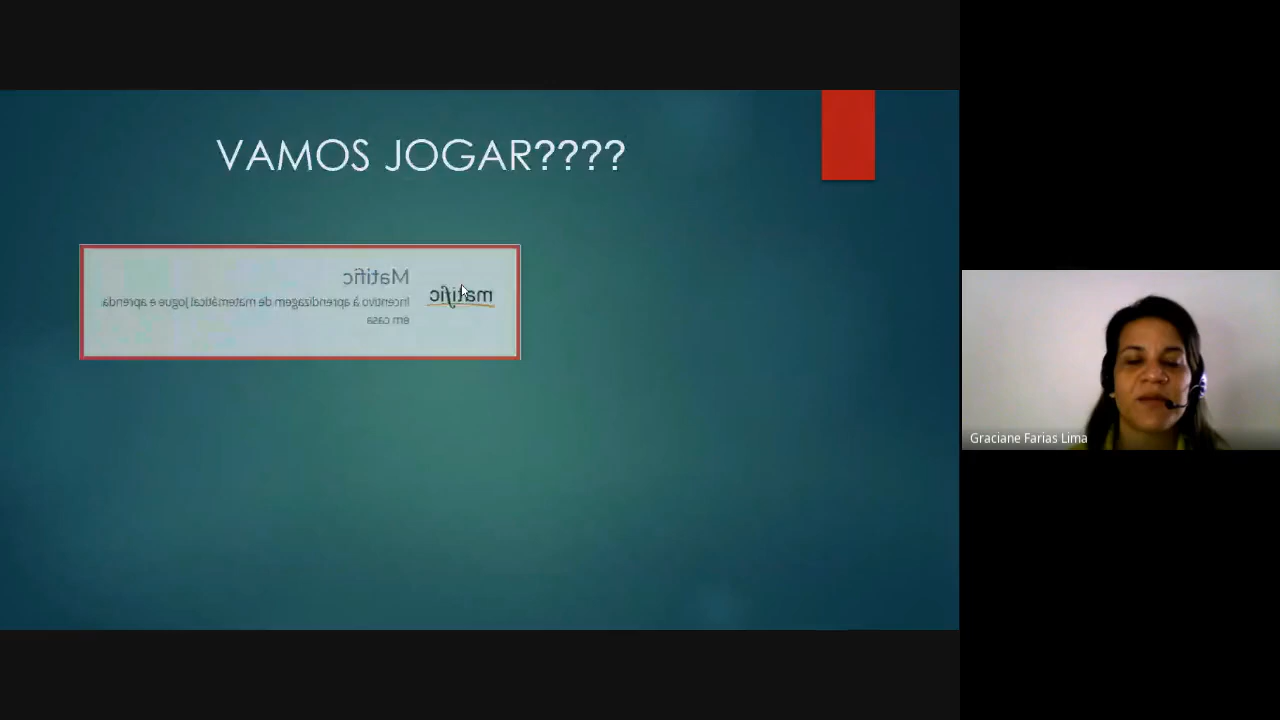 VAMOS JOGAR????
Matific
matific
Incentivo à aprendizagem de matemática! Jogue e aprenda
em casa
Graciane Farias Lima